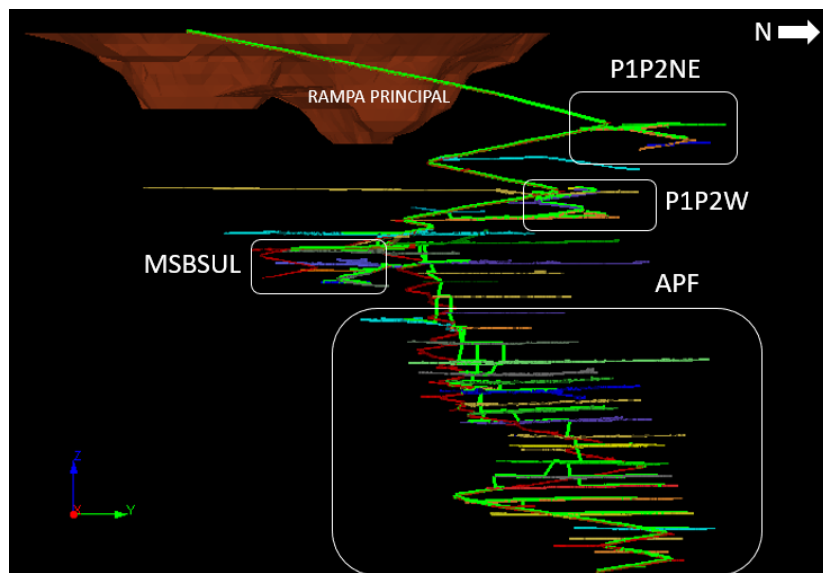 N
P1P2NE
RAMPA PRINCIPAL
P1P2W
MSBSUL
APF
Z
X
Y